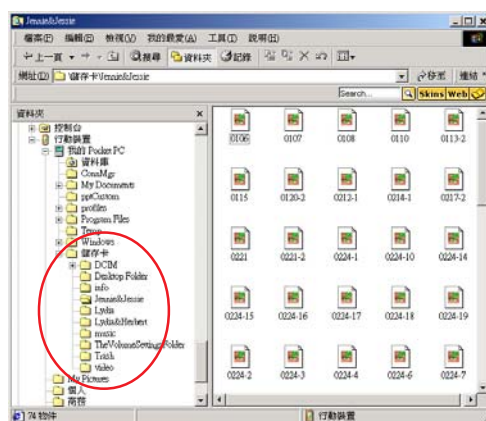 Jennie&Jessie
檔案(F) 編輯(E) 檢視(V) 我的最愛(A) 工具(T) 說明(H)
上一頁 搜尋 資料夾 記錄
網址(D) \儲存卡\Jennie&Jessie 移至 連結
Search... Skins Web
資料夾
控制台
行動裝置
我的 Pocket PC
資料庫
ConnMgr
My Documents
pptCustom
profiles
Program Files
Temp
Windows
儲存卡
DCIM
Desktop Folder
info
Jennie&Jessie
Lydia
Lydia&Herbert
music
TheVolumeSettingsFolder
Trash
video
My Pictures
個人
商務
0106 0107 0108 0110 0113-2
0115 0120-2 0212-1 0214-1 0217-2
0221 0221-2 0224-1 0224-10 0224-14
0224-15 0224-16 0224-17 0224-18 0224-19
0224-2 0224-3 0224-4 0224-6 0224-7
74 物件 行動裝置